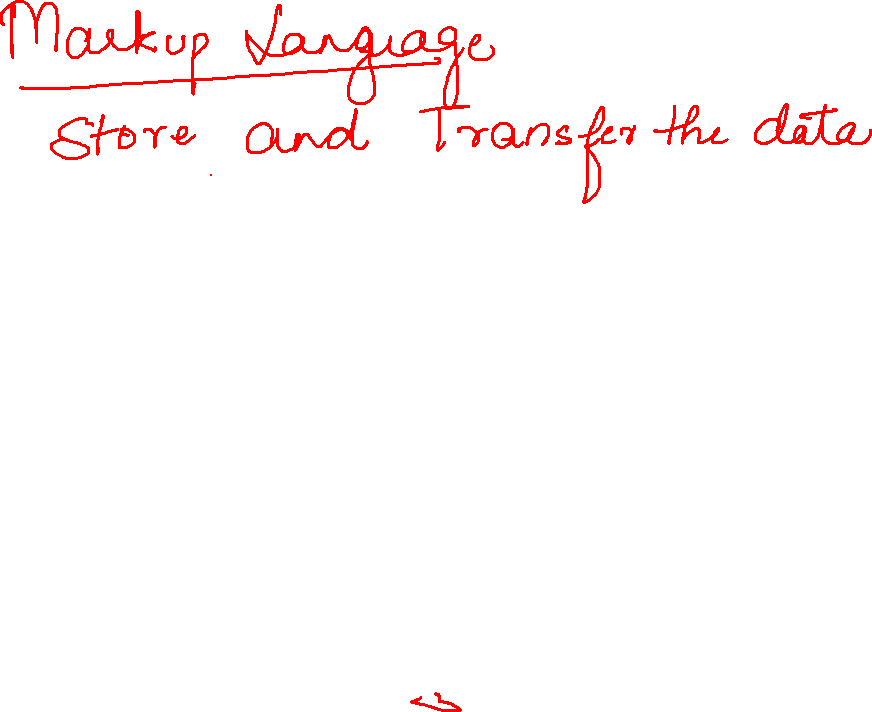 Markup Language
Store and Transfer the data